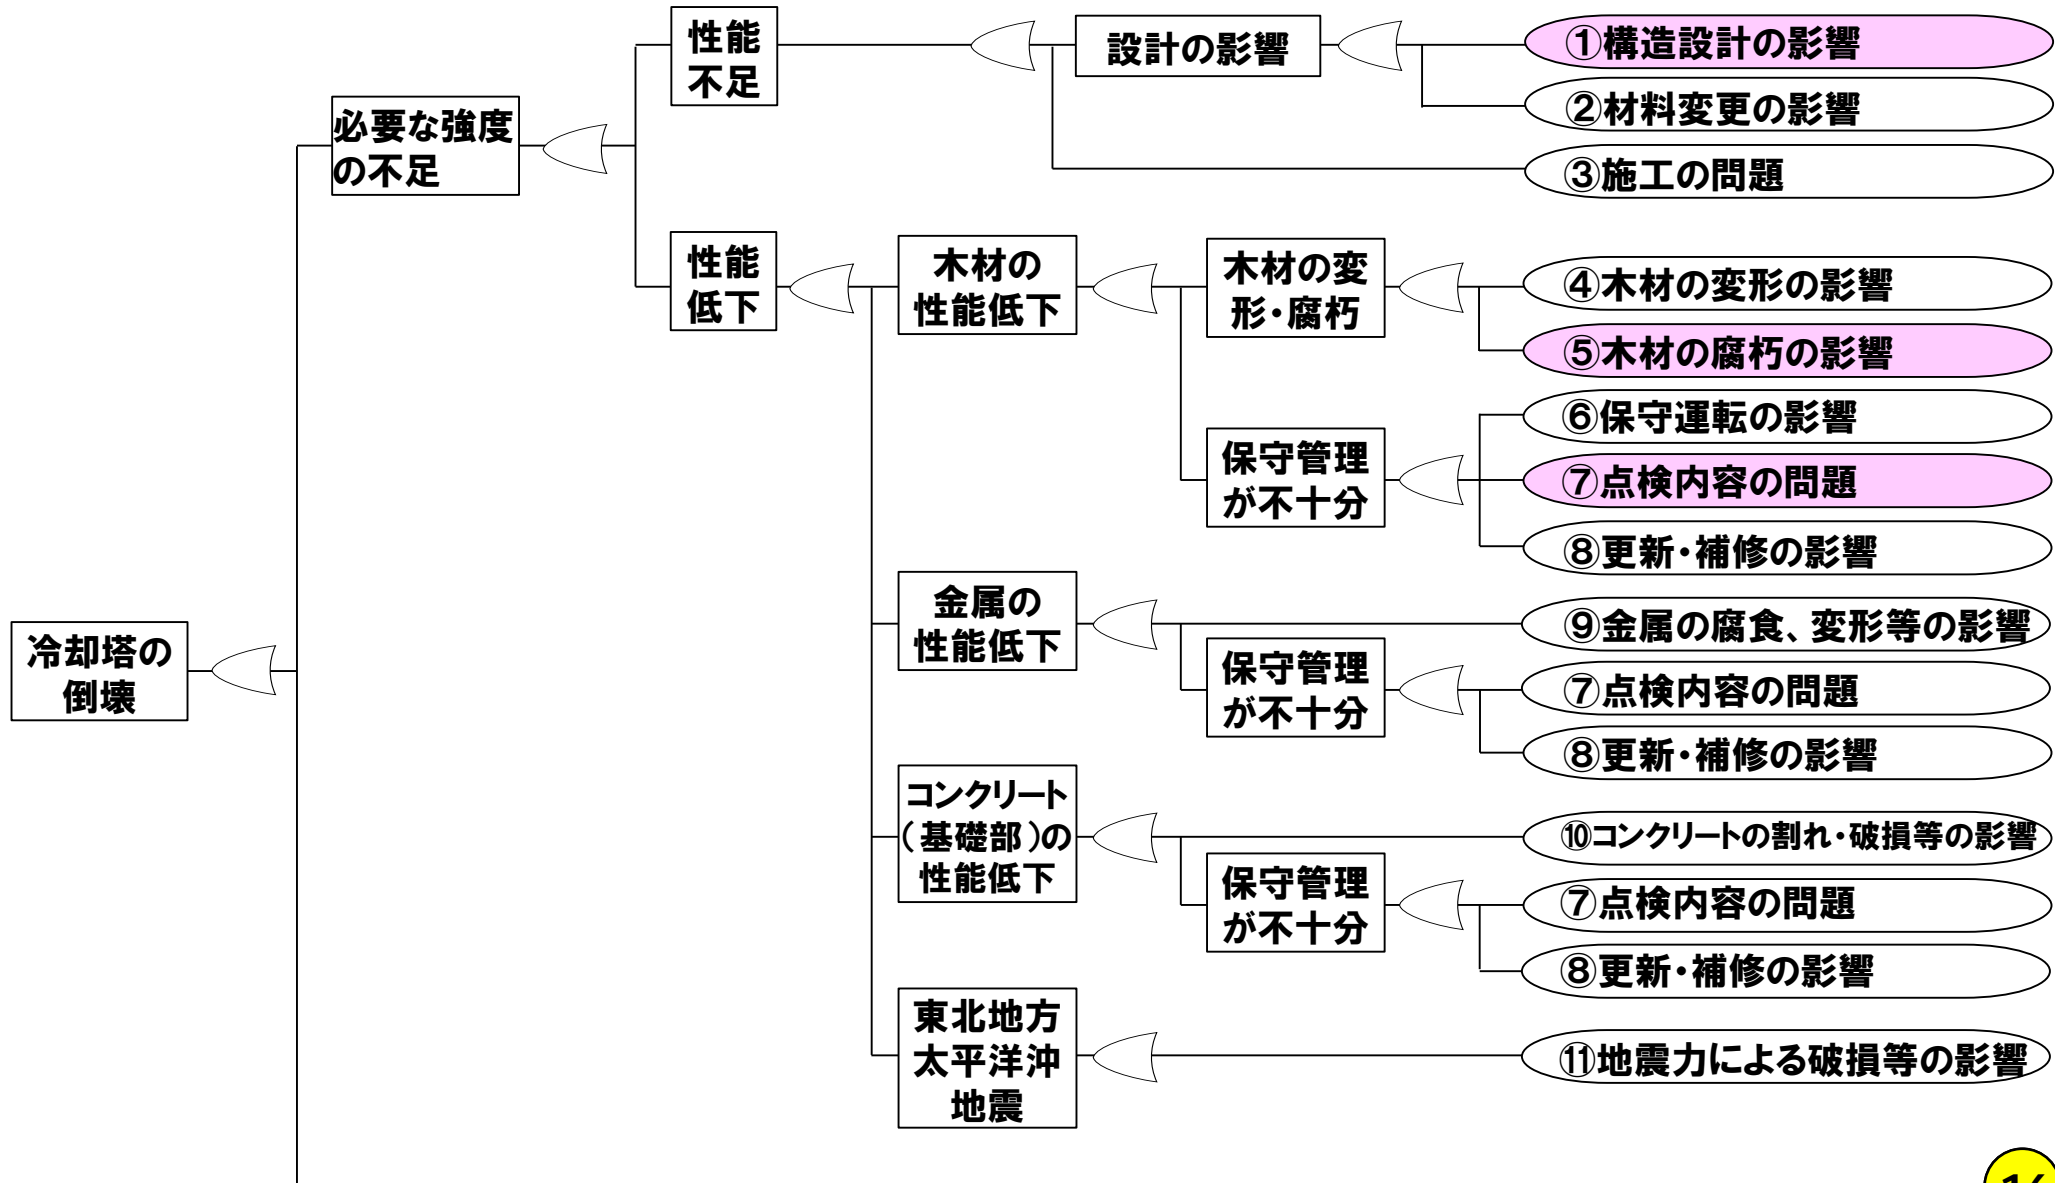 性能
不足
設計の影響
①構造設計の影響
②材料変更の影響
③施工の問題
必要な強度
の不足
性能
低下
木材の
性能低下
木材の変
形・腐朽
④木材の変形の影響
⑤木材の腐朽の影響
保守管理
が不十分
⑥保守運転の影響
⑦点検内容の問題
⑧更新・補修の影響
金属の
性能低下
⑨金属の腐食、変形等の影響
保守管理
が不十分
⑦点検内容の問題
⑧更新・補修の影響
冷却塔の
倒壊
コンクリート
(基礎部)の
性能低下
⑩コンクリートの割れ・破損等の影響
保守管理
が不十分
⑦点検内容の問題
⑧更新・補修の影響
東北地方
太平洋沖
地震
⑪地震力による破損等の影響